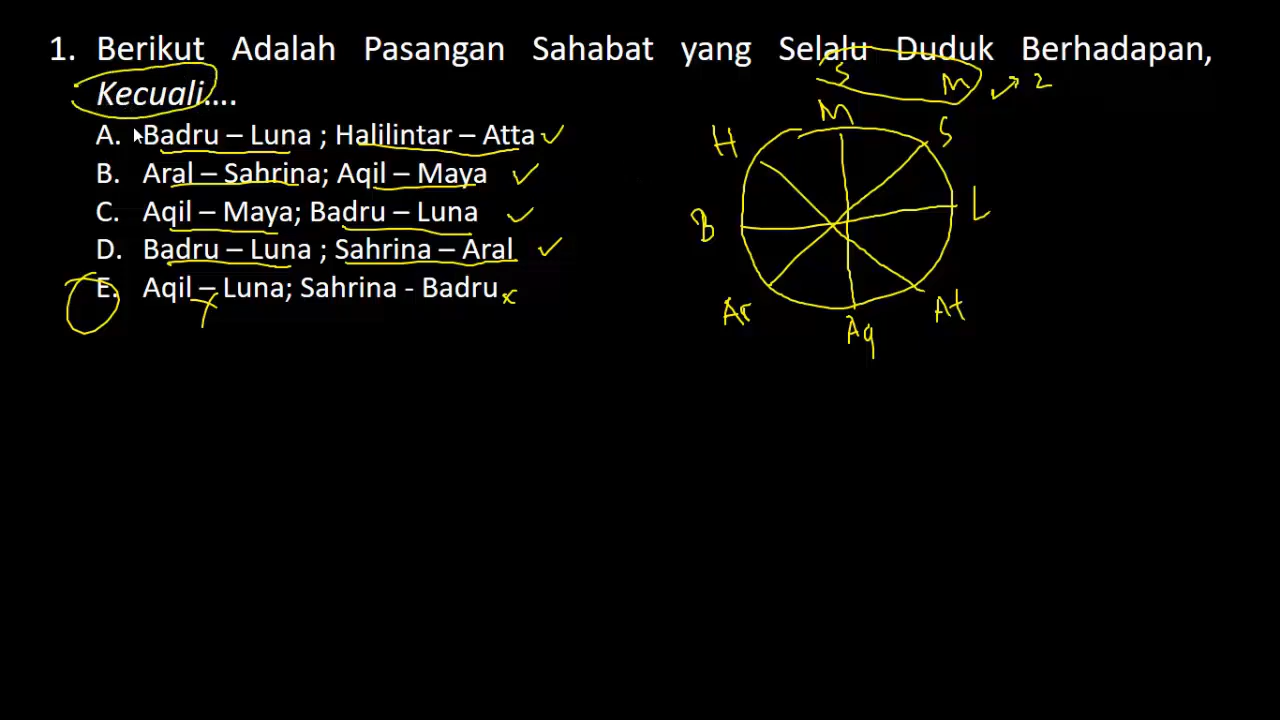 1. Berikut Adalah Pasangan Sahabat yang Selalu Duduk Berhadapan,
Kecuali....
A. Badru – Luna ; Halilintar – Atta
B. Aral – Sahrina; Aqil – Maya
C. Aqil – Maya; Badru – Luna
D. Badru – Luna ; Sahrina – Aral
E. Aqil – Luna; Sahrina - Badru
S M 2
M
H S
B L
Ar Aq At